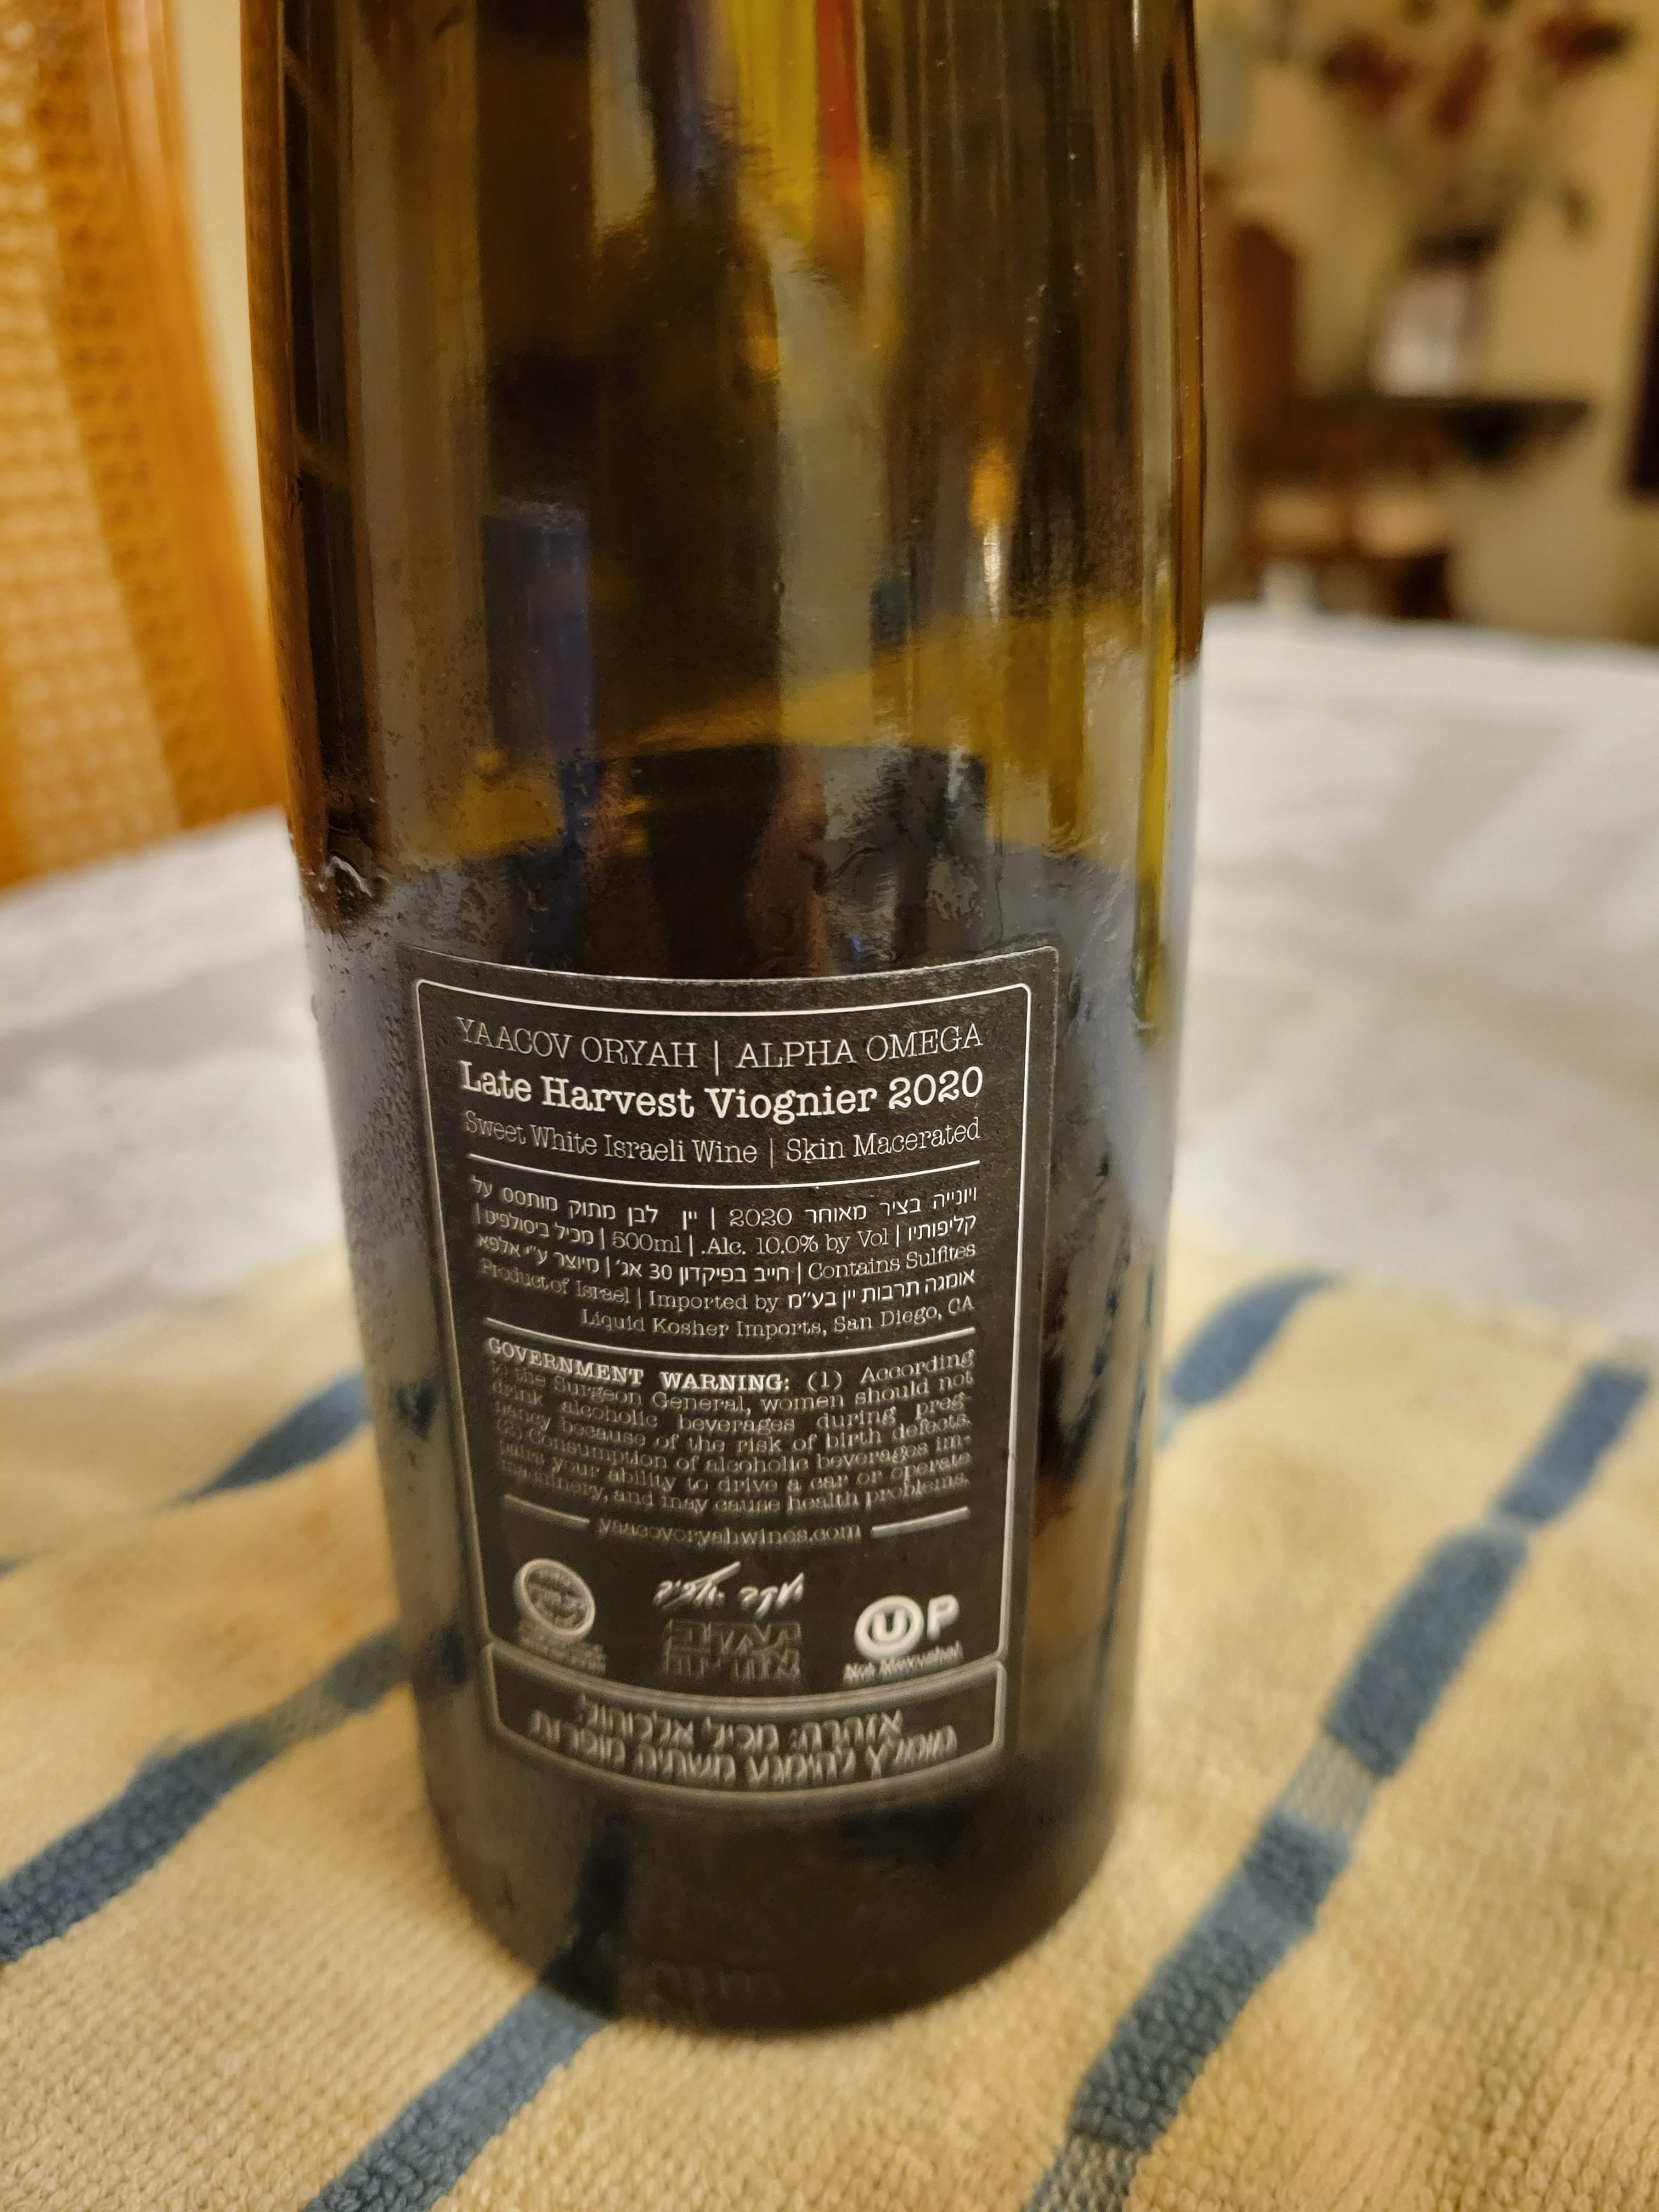 YAACOV ORYAH | ALPHA OMEGA
Late Harvest Viognier 2020
Sweet White Israeli Wine | Skin Macerated
ויונייה בציר מאוחר 2020 | יין לבן מתוק מותסס על
קליפותיו | 500ml | .Alc. 10.0% by Vol | מכיל ביסולפיט |
Contains Sulfites | חייב בפיקדון 30 אג׳ | מיוצר ע״י אלפא
אומגה תרבות יין בע״מ Product of Israel | Imported by
Liquid Kosher Imports, San Diego, CA
GOVERNMENT WARNING: (1) According
to the Surgeon General, women should not
drink alcoholic beverages during preg-
nancy because of the risk of birth defects.
(2) Consumption of alcoholic beverages im-
pairs your ability to drive a car or operate
machinery, and may cause health problems.
yaacovoryahwines.com
יעקב אוריה
U P
Not Mevushal
אזהרה: מכיל אלכוהול.
מומלץ להימנע משתיה מופרזת